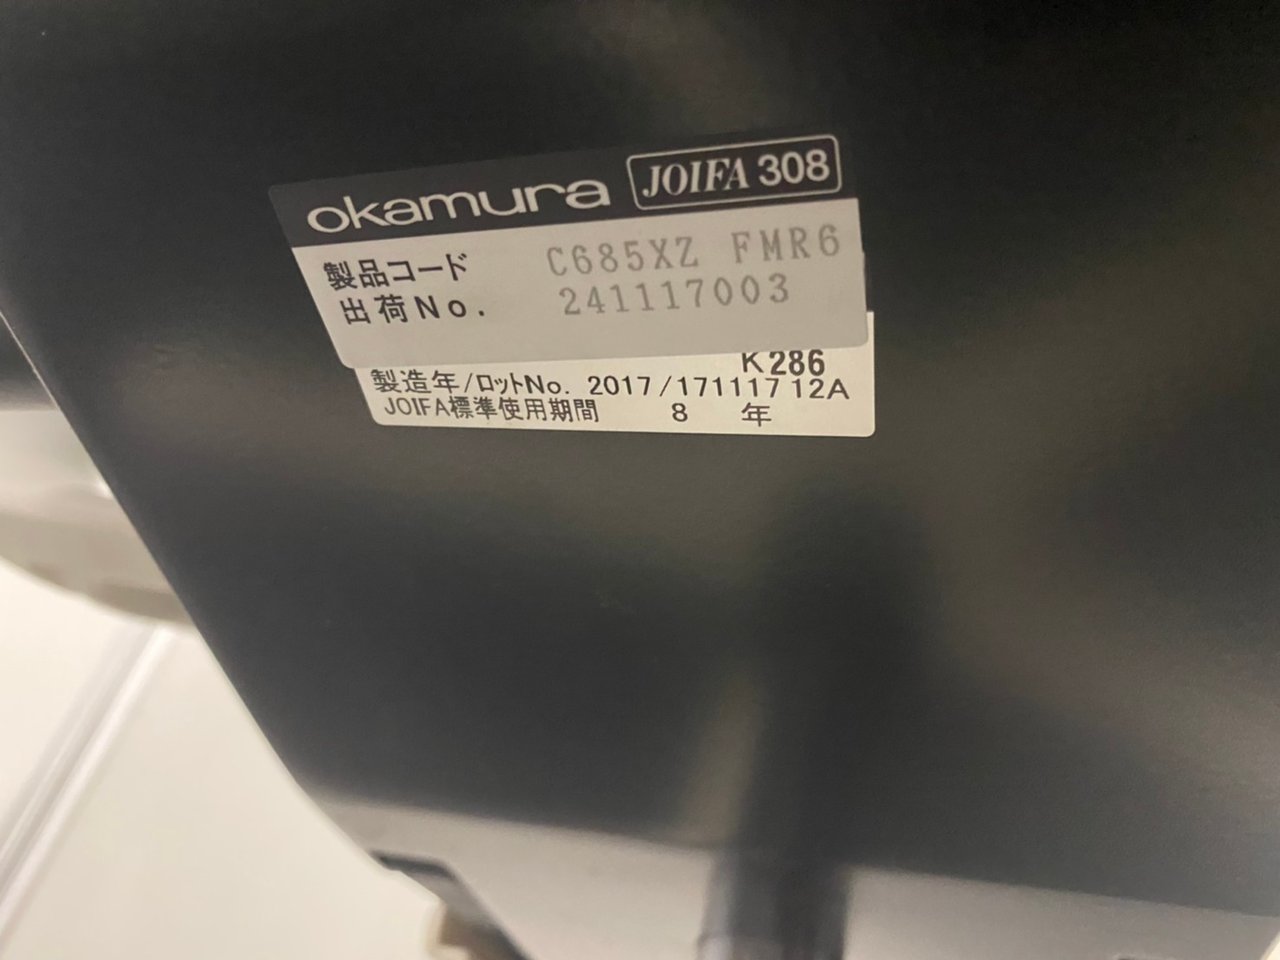 okamura JOIFA 308
製品コード C685XZ FMR6
出荷No. 241117003
K286
製造年/ロットNo. 2017/171117 12A
JOIFA標準使用期間 8 年